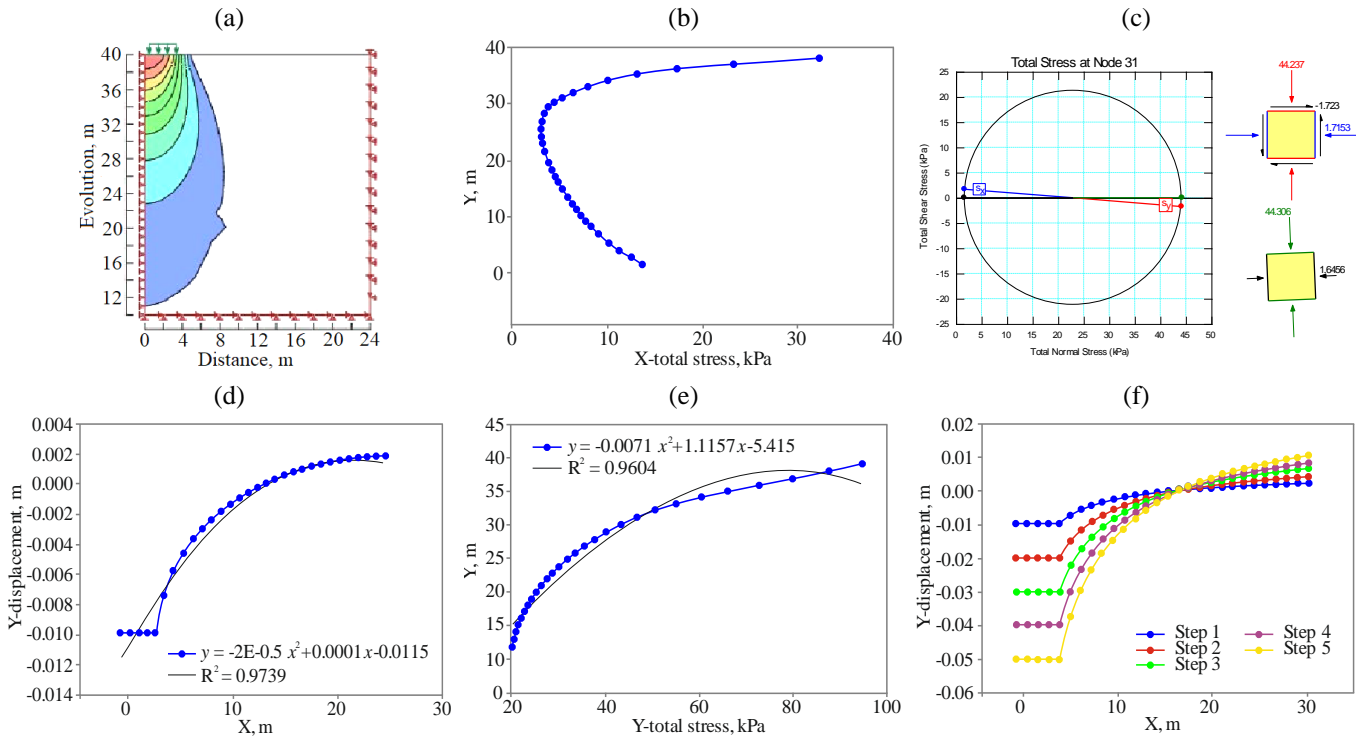 (a)
40
36
32
28
24
20
16
12
Evolution, m
0 4 8 12 16 20 24
Distance, m
(b)
40
30
20
10
0
Y, m
0 10 20 30 40
X-total stress, kPa
(c)
Total Stress at Node 31
25
20
15
10
5
0
-5
-10
-15
-20
-25
Total Shear Stress (kPa)
sx
sy
0 5 10 15 20 25 30 35 40 45 50
Total Normal Stress (kPa)
44.237
-1.723
1.7153
44.306
1.6456
(d)
0.004
0.002
0.000
-0.002
-0.004
-0.006
-0.008
-0.010
-0.012
-0.014
Y-displacement, m
y = -2E-0.5 x²+0.0001x-0.0115
R² = 0.9739
0 10 20 30
X, m
(e)
45
40
35
30
25
20
15
10
15
0
Y, m
y = -0.0071 x²+1.1157x-5.415
R² = 0.9604
20 40 60 80 100
Y-total stress, kPa
(f)
0.02
0.01
0.00
-0.01
-0.02
-0.03
-0.04
-0.05
-0.06
Y-displacement, m
Step 1 Step 4
Step 2 Step 5
Step 3
0 10 20 30
X, m